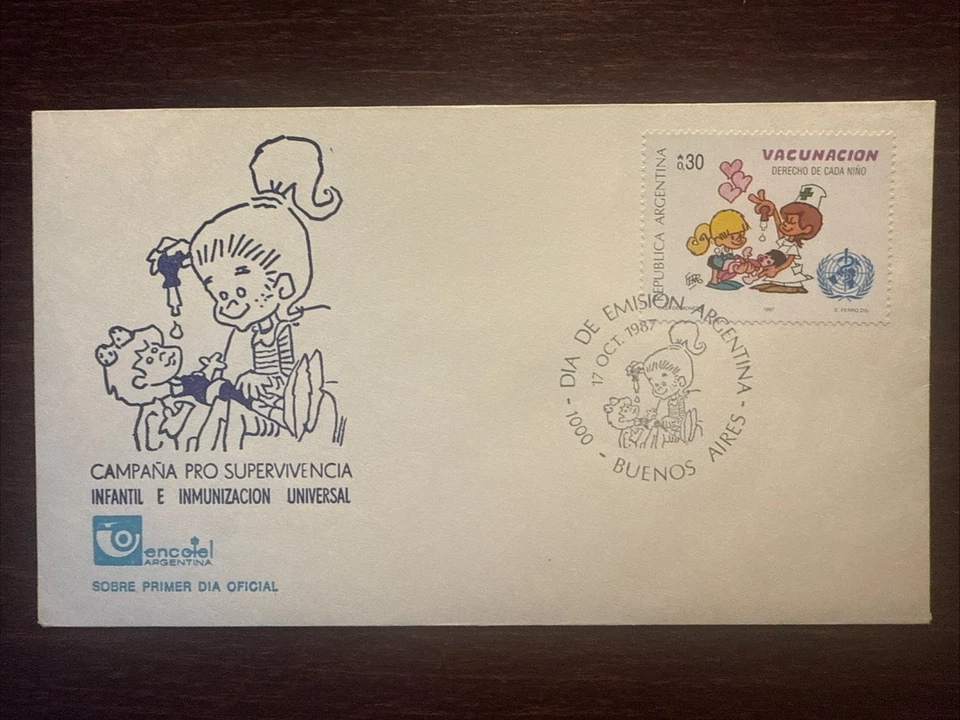 CAMPAÑA PRO SUPERVIVENCIA
INFANTIL E INMUNIZACION UNIVERSAL
encotel
ARGENTINA
SOBRE PRIMER DIA OFICIAL
REPUBLICA ARGENTINA
₳0,30
VACUNACION
DERECHO DE CADA NIÑO
1987
DIA DE EMISION ARGENTINA
17 OCT. 1987
1000 - BUENOS AIRES -